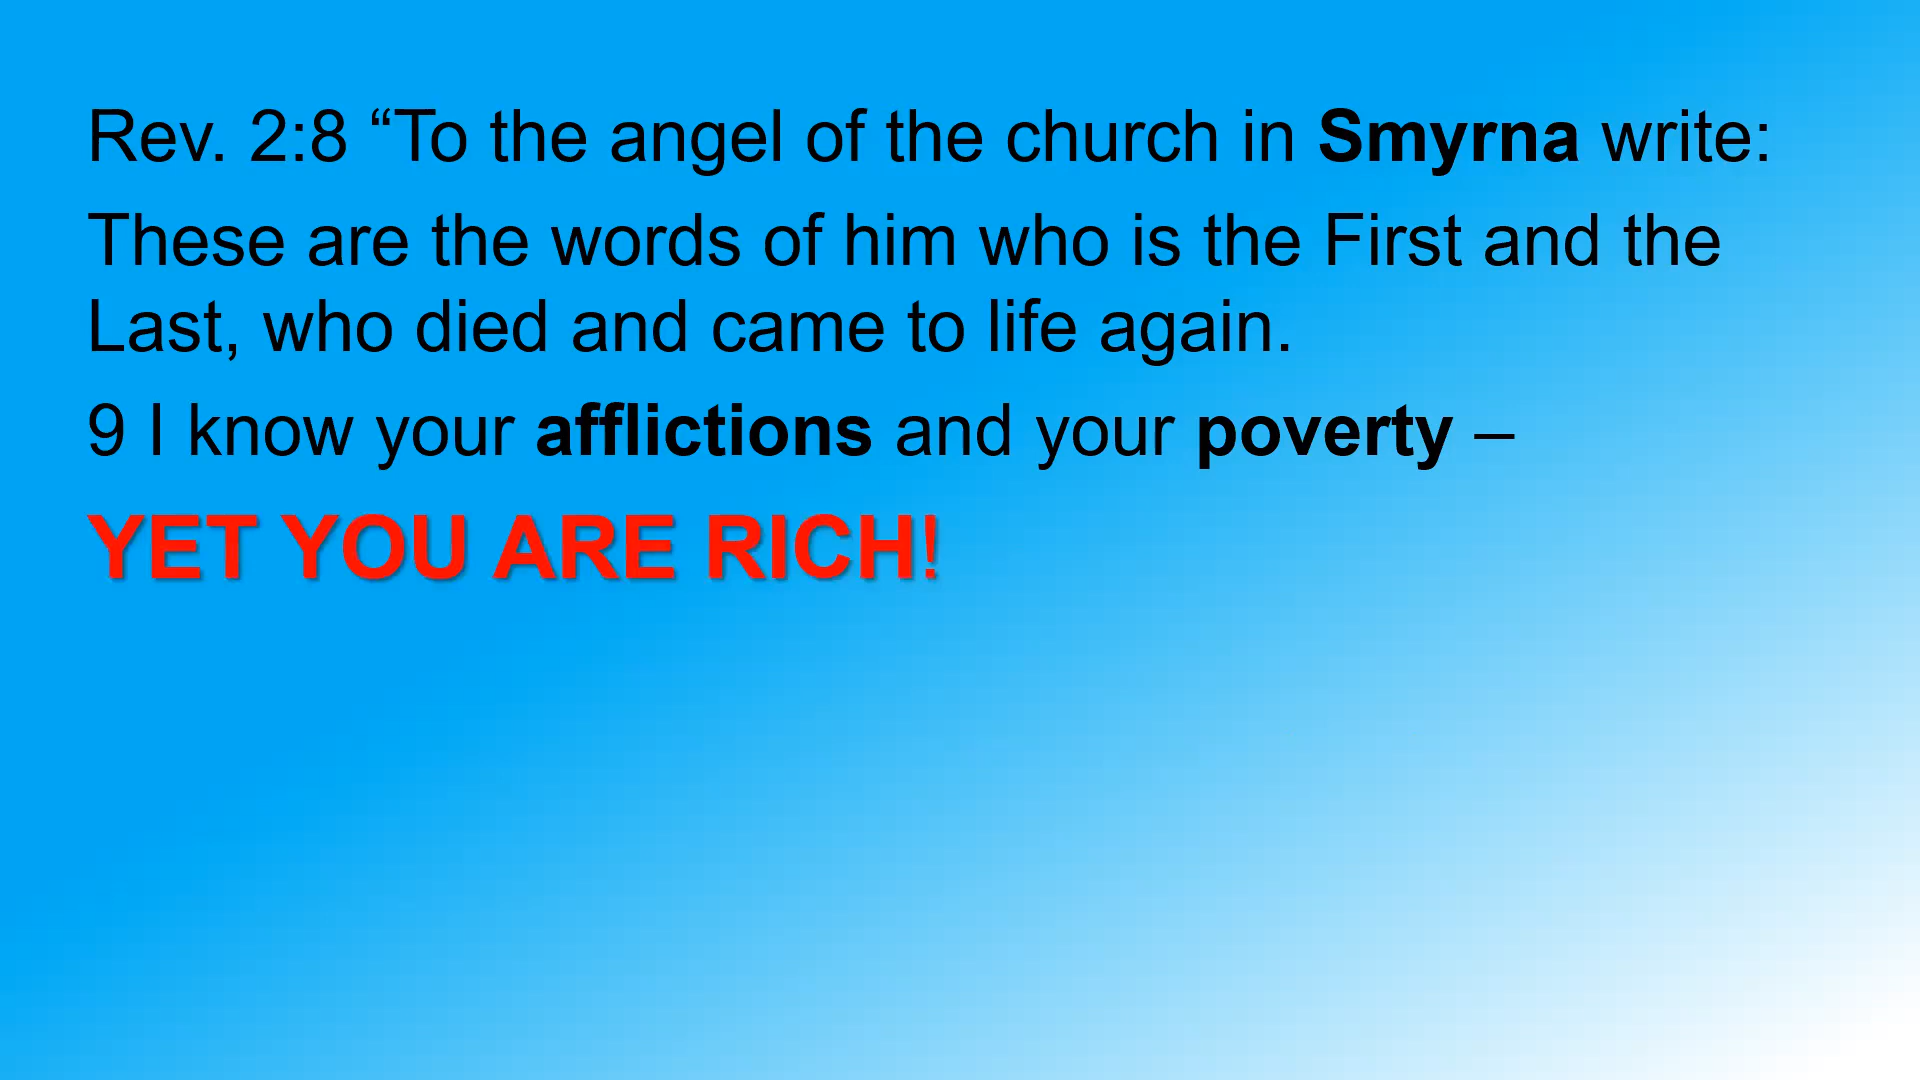 Rev. 2:8 “To the angel of the church in Smyrna write:
These are the words of him who is the First and the
Last, who died and came to life again.
9 I know your afflictions and your poverty –
YET YOU ARE RICH!